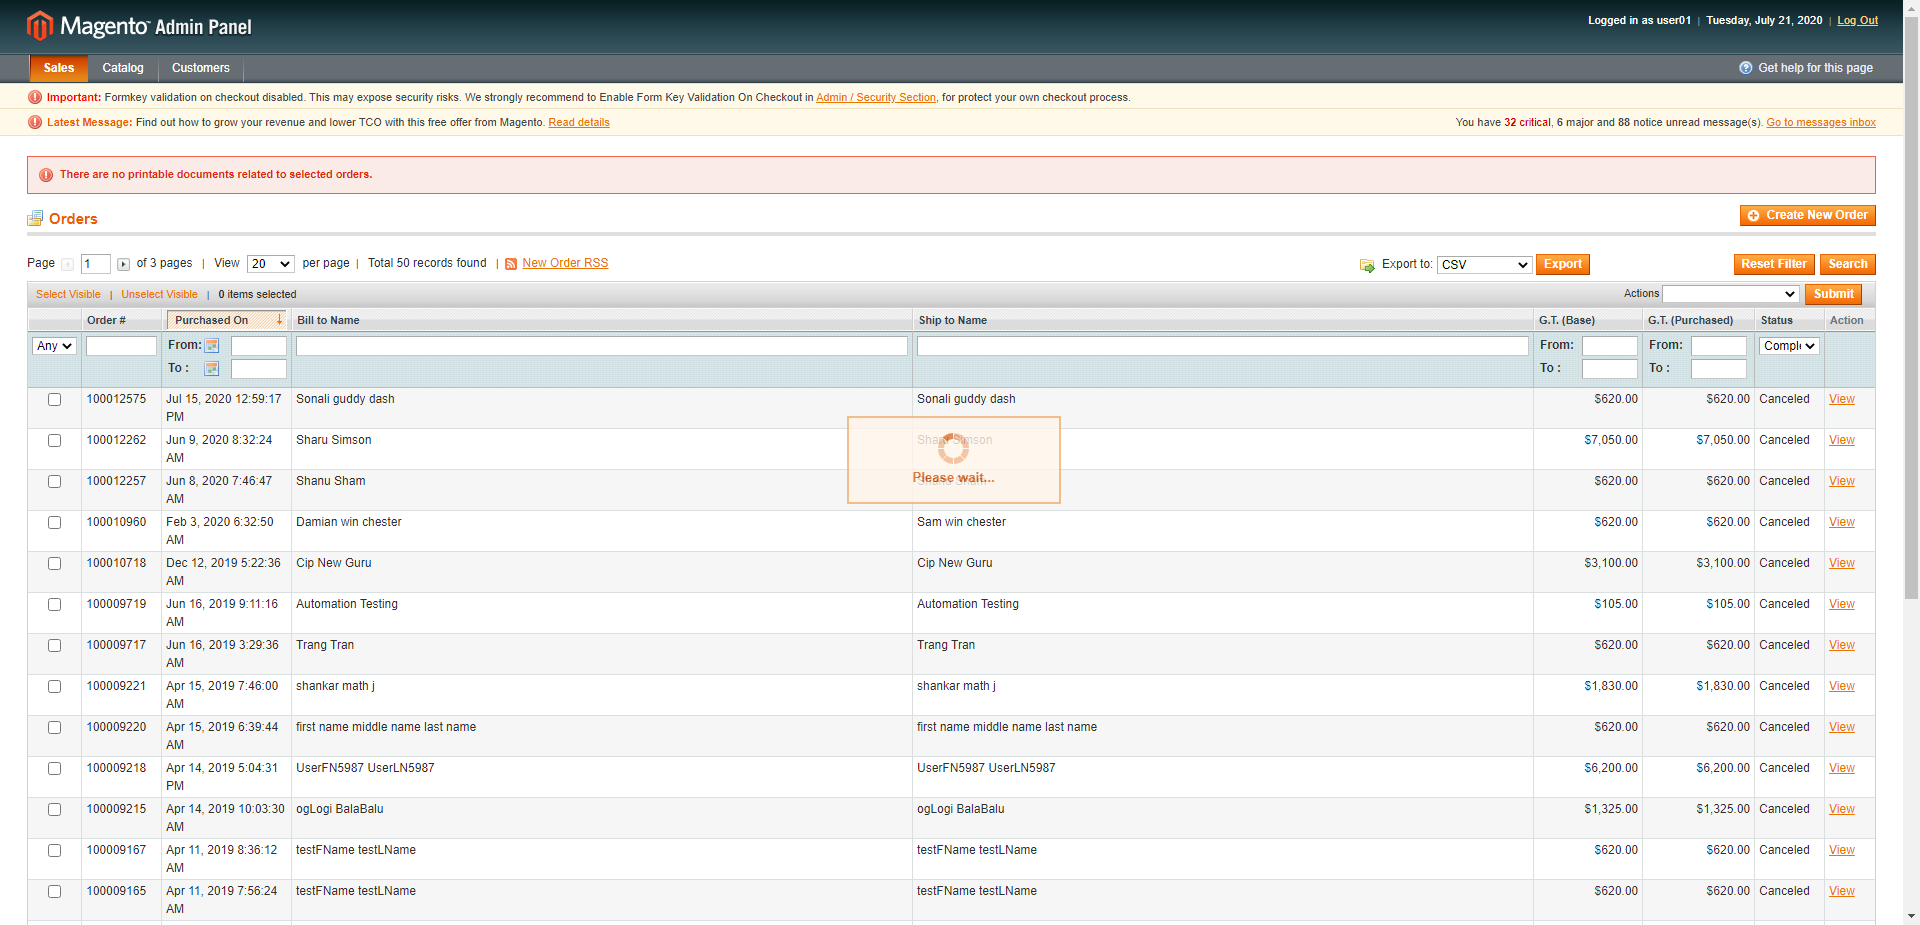 Magento™ Admin Panel
Logged in as user01 | Tuesday, July 21, 2020 | Log Out
Sales Catalog Customers Get help for this page
Important: Formkey validation on checkout disabled. This may expose security risks. We strongly recommend to Enable Form Key Validation On Checkout in Admin / Security Section, for protect your own checkout process.
Latest Message: Find out how to grow your revenue and lower TCO with this free offer from Magento. Read details You have 32 critical, 6 major and 88 notice unread message(s). Go to messages inbox
There are no printable documents related to selected orders.
Orders Create New Order
Page 1 of 3 pages | View 20 per page | Total 50 records found | New Order RSS Export to: CSV Export Reset Filter Search
Select Visible | Unselect Visible | 0 items selected Actions Submit
Order # Purchased On Bill to Name Ship to Name G.T. (Base) G.T. (Purchased) Status Action
Any From: From: From: Compl
To : To : To :
100012575 Jul 15, 2020 12:59:17 PM Sonali guddy dash Sonali guddy dash $620.00 $620.00 Canceled View
100012262 Jun 9, 2020 8:32:24 AM Sharu Simson Sharu Simson $7,050.00 $7,050.00 Canceled View
Please wait...
100012257 Jun 8, 2020 7:46:47 AM Shanu Sham Shanu Sham $620.00 $620.00 Canceled View
100010960 Feb 3, 2020 6:32:50 AM Damian win chester Sam win chester $620.00 $620.00 Canceled View
100010718 Dec 12, 2019 5:22:36 AM Cip New Guru Cip New Guru $3,100.00 $3,100.00 Canceled View
100009719 Jun 16, 2019 9:11:16 AM Automation Testing Automation Testing $105.00 $105.00 Canceled View
100009717 Jun 16, 2019 3:29:36 AM Trang Tran Trang Tran $620.00 $620.00 Canceled View
100009221 Apr 15, 2019 7:46:00 AM shankar math j shankar math j $1,830.00 $1,830.00 Canceled View
100009220 Apr 15, 2019 6:39:44 AM first name middle name last name first name middle name last name $620.00 $620.00 Canceled View
100009218 Apr 14, 2019 5:04:31 PM UserFN5987 UserLN5987 UserFN5987 UserLN5987 $6,200.00 $6,200.00 Canceled View
100009215 Apr 14, 2019 10:03:30 AM ogLogi BalaBalu ogLogi BalaBalu $1,325.00 $1,325.00 Canceled View
100009167 Apr 11, 2019 8:36:12 AM testFName testLName testFName testLName $620.00 $620.00 Canceled View
100009165 Apr 11, 2019 7:56:24 AM testFName testLName testFName testLName $620.00 $620.00 Canceled View